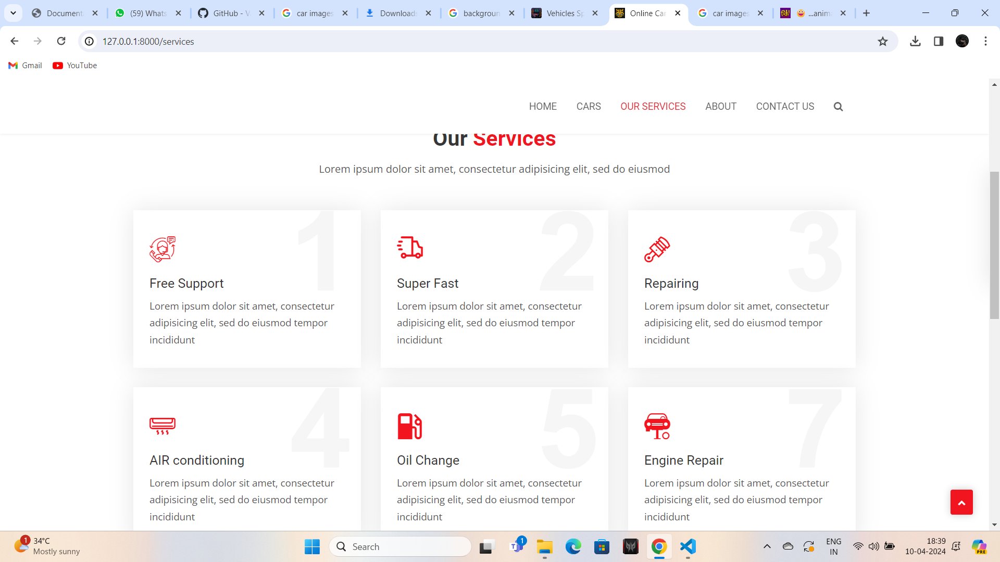 Document
(59) Whats
GitHub - V
car images
Downloads
backgroun
Vehicles Sp
Online Car
car images
...anima
127.0.0.1:8000/services
Gmail
YouTube
HOME
CARS
OUR SERVICES
ABOUT
CONTACT US
Our Services
Lorem ipsum dolor sit amet, consectetur adipisicing elit, sed do eiusmod
1
Free Support
Lorem ipsum dolor sit amet, consectetur
adipisicing elit, sed do eiusmod tempor
incididunt
2
Super Fast
Lorem ipsum dolor sit amet, consectetur
adipisicing elit, sed do eiusmod tempor
incididunt
3
Repairing
Lorem ipsum dolor sit amet, consectetur
adipisicing elit, sed do eiusmod tempor
incididunt
4
AIR conditioning
Lorem ipsum dolor sit amet, consectetur
adipisicing elit, sed do eiusmod tempor
incididunt
5
Oil Change
Lorem ipsum dolor sit amet, consectetur
adipisicing elit, sed do eiusmod tempor
incididunt
7
Engine Repair
Lorem ipsum dolor sit amet, consectetur
adipisicing elit, sed do eiusmod tempor
incididunt
1
34°C
Mostly sunny
Search
1
ENG
IN
18:39
10-04-2024
PRE